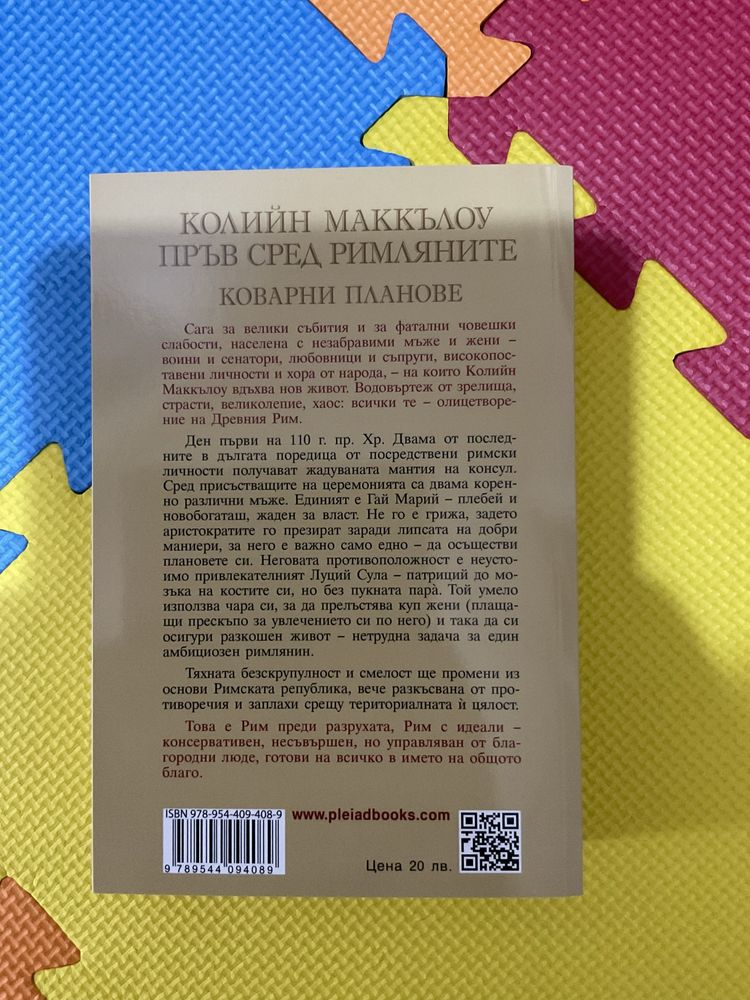 КОЛИЙН МАККЪЛОУ
ПРЪВ СРЕД РИМЛЯНИТЕ
КОВАРНИ ПЛАНОВЕ
Сага за велики събития и за фатални човешки
слабости, населена с незабравими мъже и жени –
воини и сенатори, любовници и съпруги, високопос-
тавени личности и хора от народа, – на които Колийн
Маккълоу вдъхва нов живот. Водовъртеж от зрелища,
страсти, великолепие, хаос: всички те – олицетворе-
ние на Древния Рим.
Ден първи на 110 г. пр. Хр. Двама от послед-
ните в дългата поредица от посредствени римски
личности получават жадуваната мантия на консул.
Сред присъстващите на церемонията са двама корен-
но различни мъже. Единият е Гай Марий – плебей и
новобогаташ, жаден за власт. Не го е грижа, задето
аристократите го презират заради липсата на добри
маниери, за него е важно само едно – да осъществи
плановете си. Неговата противоположност е неусто-
имо привлекателният Луций Сула – патриций до мо-
зъка на костите си, но без пукната пара̀. Той умело
използва чара си, за да прелъстява куп жени (плаща-
щи прескъпо за увлечението си по него) и така да си
осигури разкошен живот – нетрудна задача за един
амбициозен римлянин.
Тяхната безскрупулност и смелост ще промени из
основи Римската република, вече разкъсвана от про-
тиворечия и заплахи срещу териториалната ѝ цялост.
Това е Рим преди разрухата, Рим с идеали –
консервативен, несъвършен, но управляван от бла-
городни люде, готови на всичко в името на общото
благо.
ISBN 978-954-409-408-9
www.pleiadbooks.com
9 789544 094089
Цена 20 лв.